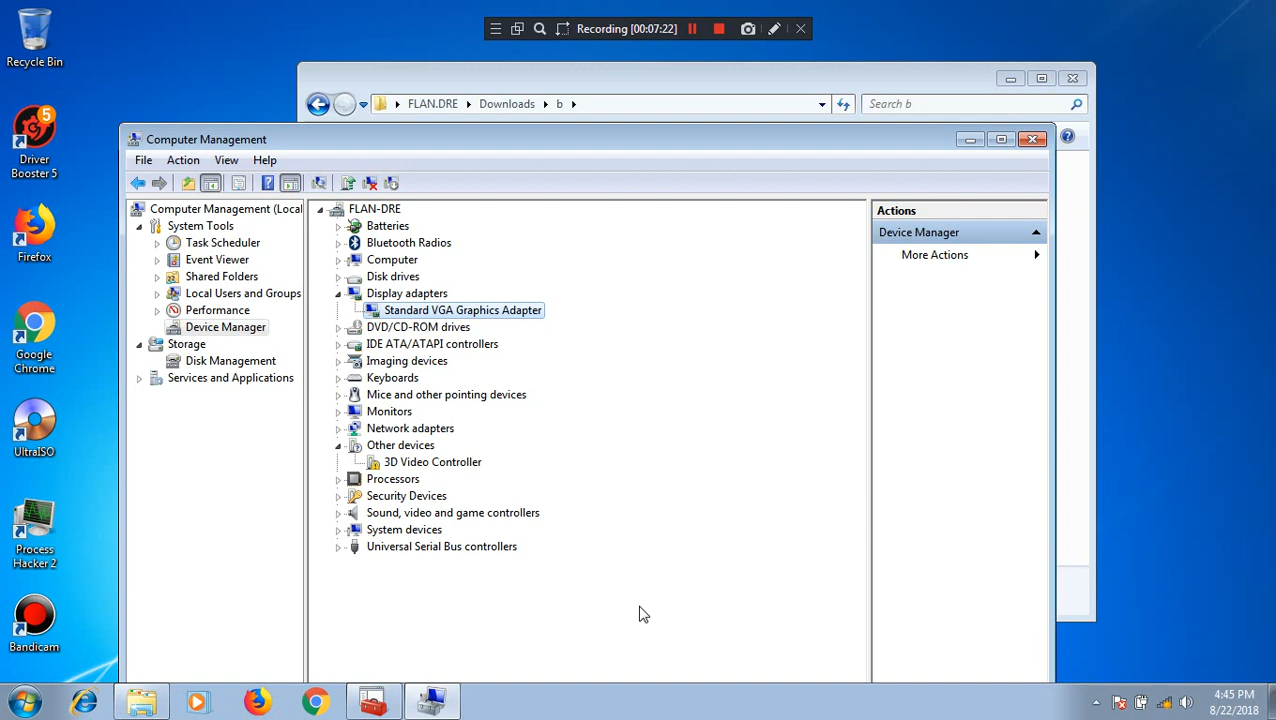 Recycle Bin
5
Driver
Booster 5
Firefox
Google
Chrome
UltraISO
Process
Hacker 2
Bandicam
Recording [00:07:22]
FLAN.DRE
Downloads
b
Search b
Computer Management
File
Action
View
Help
Computer Management (Local
System Tools
Task Scheduler
Event Viewer
Shared Folders
Local Users and Groups
Performance
Device Manager
Storage
Disk Management
Services and Applications
FLAN-DRE
Batteries
Bluetooth Radios
Computer
Disk drives
Display adapters
Standard VGA Graphics Adapter
DVD/CD-ROM drives
IDE ATA/ATAPI controllers
Imaging devices
Keyboards
Mice and other pointing devices
Monitors
Network adapters
Other devices
3D Video Controller
Processors
Security Devices
Sound, video and game controllers
System devices
Universal Serial Bus controllers
Actions
Device Manager
More Actions
4:45 PM
8/22/2018